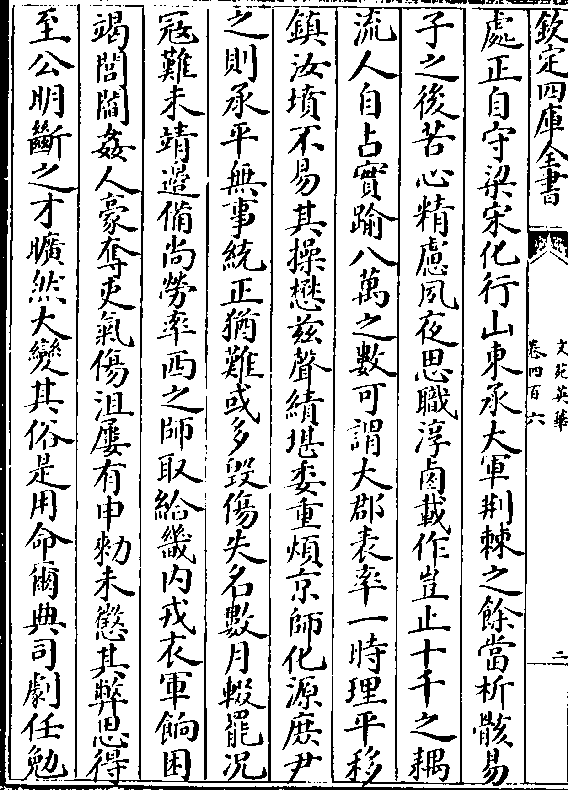 欽定四庫全書
文苑英華
卷四百六
二
處正自守梁宋化行山東承大軍荆棘之餘當析骸易
子之後苦心精慮夙夜思職淳鹵載作豈止十千之耦
流人自占實踰八萬之數可謂大郡表率一時理平移
鎮汝墳不易其操懋兹聲績堪委重煩京師化源庶尹
之則承平無事統正猶難或多毀傷失名數月輟罷况
冦難未靖邉備尚勞率西之師取給畿内戎衣軍餉困
竭閭閻姦人豪奪吏氣傷沮屢有申勑未懲其弊思得
至公明斷之才曠然大變其俗是用命爾典司劇任勉